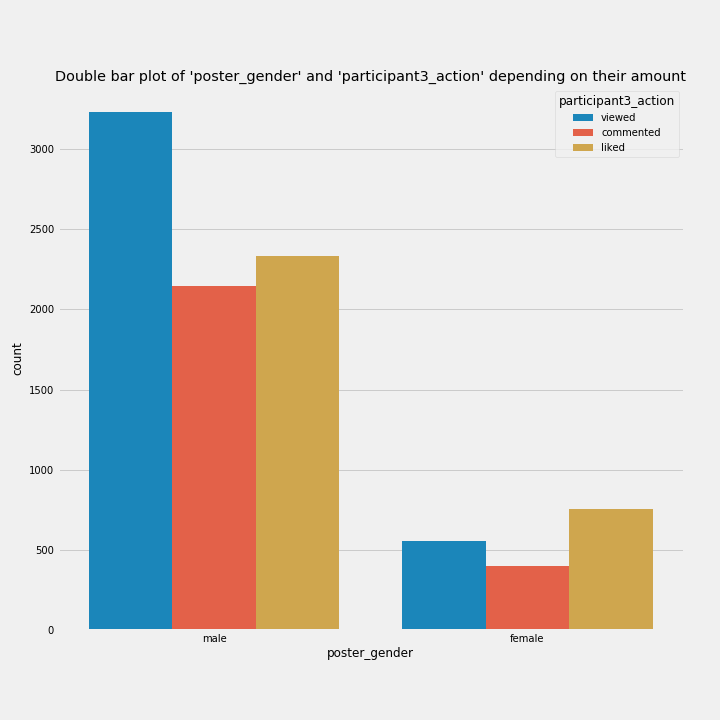 Double bar plot of 'poster_gender' and 'participant3_action' depending on their amount
participant3_action
viewed
commented
liked
3000
2500
2000
1500
1000
500
0
count
male
female
poster_gender